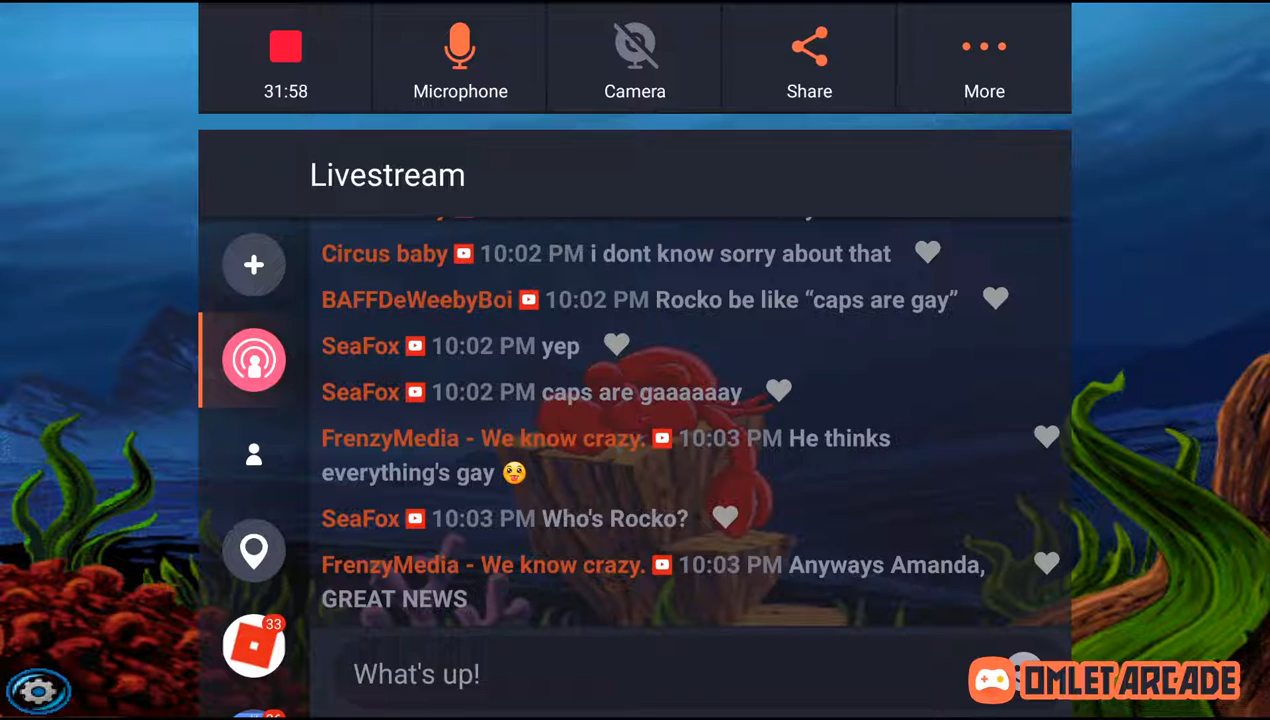 31:58
Microphone
Camera
Share
More
Livestream
Circus baby 10:02 PM i dont know sorry about that
BAFFDeWeebyBoi 10:02 PM Rocko be like “caps are gay”
SeaFox 10:02 PM yep
SeaFox 10:02 PM caps are gaaaaaay
FrenzyMedia - We know crazy. 10:03 PM He thinks
everything's gay 🤪
SeaFox 10:03 PM Who's Rocko?
FrenzyMedia - We know crazy. 10:03 PM Anyways Amanda,
GREAT NEWS
33
What's up!
OMLET ARCADE